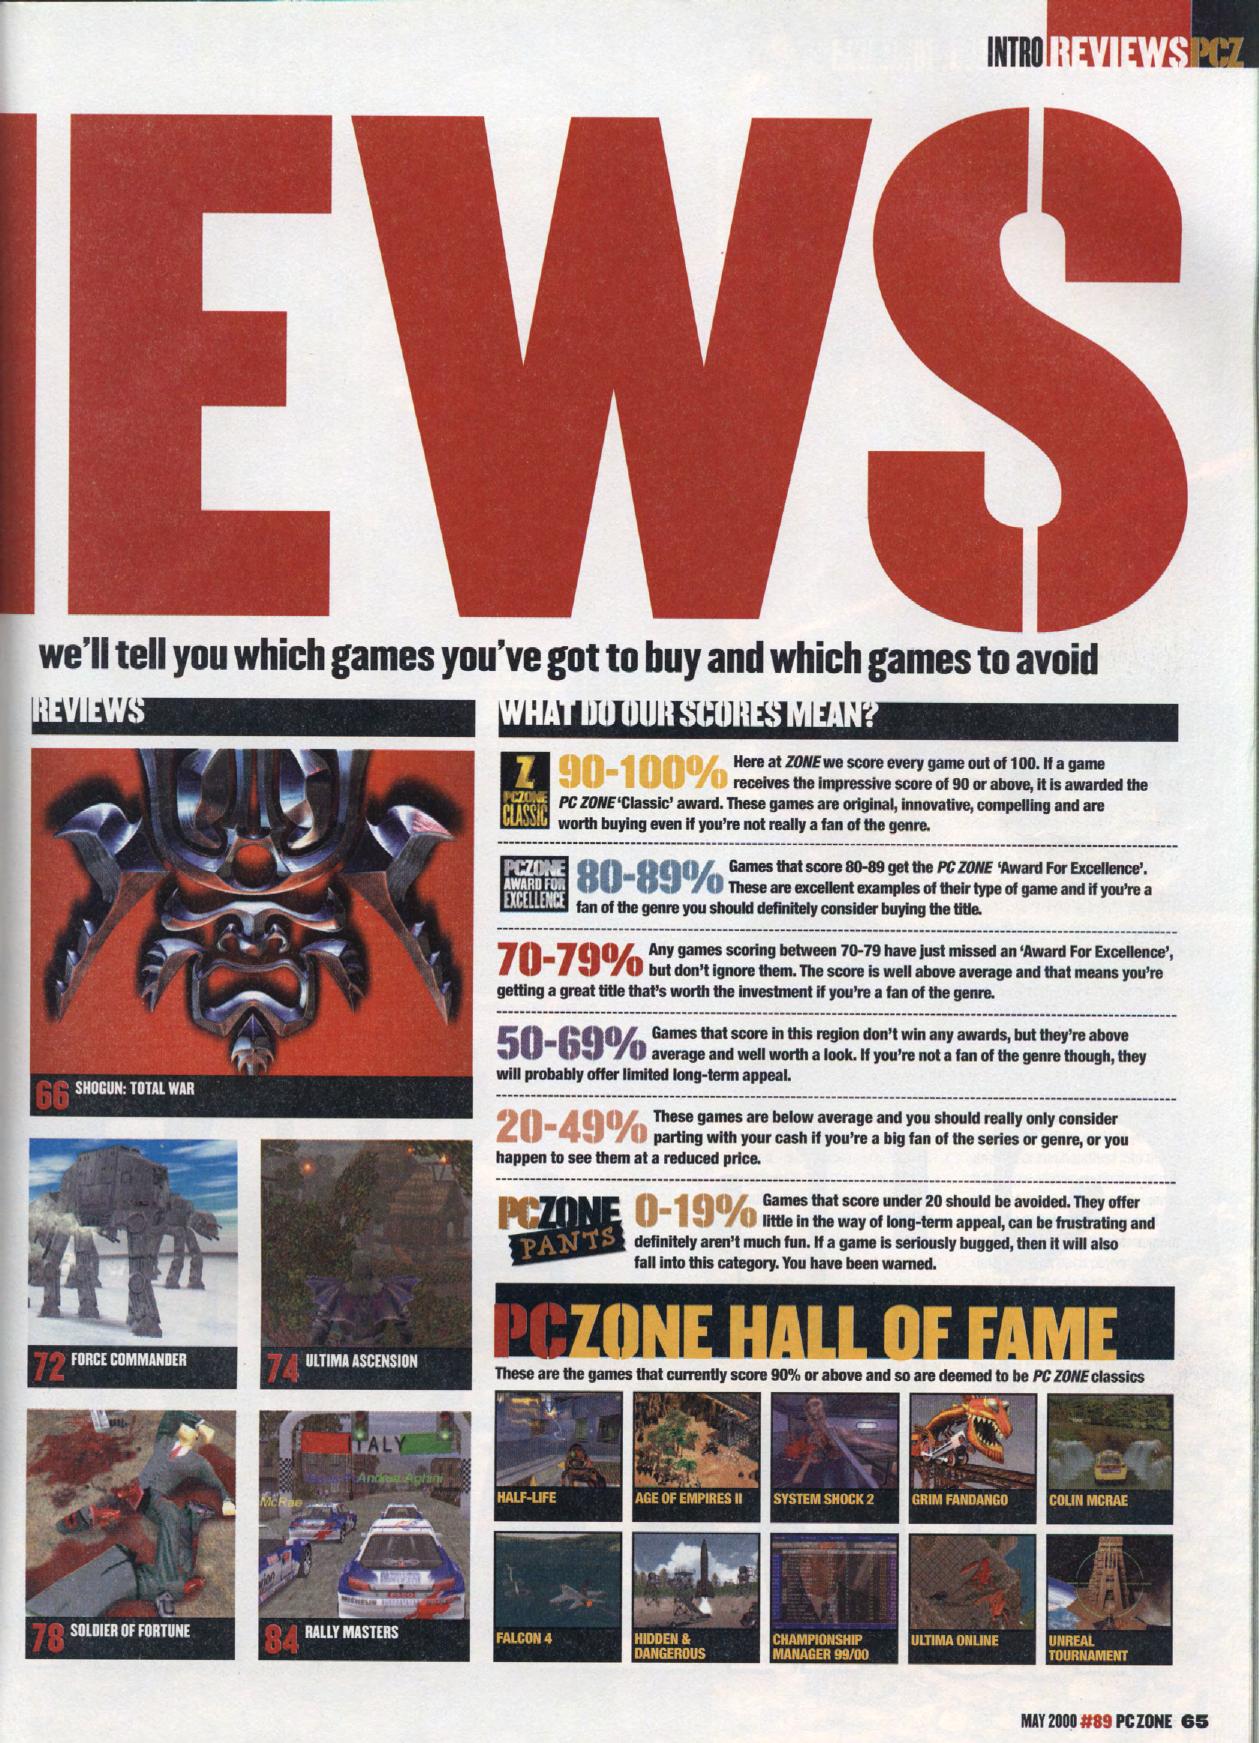 INTRO REVIEWS PCZ
IEWS
we'll tell you which games you've got to buy and which games to avoid
REVIEWS
66 SHOGUN: TOTAL WAR
72 FORCE COMMANDER
74 ULTIMA ASCENSION
ITALY
Andrea Aghini
McRae
MICHELIN
78 SOLDIER OF FORTUNE
84 RALLY MASTERS
WHAT DO OUR SCORES MEAN?
Z
PCZONE
CLASSIC
90-100% Here at ZONE we score every game out of 100. If a game
receives the impressive score of 90 or above, it is awarded the
PC ZONE 'Classic' award. These games are original, innovative, compelling and are
worth buying even if you're not really a fan of the genre.
PCZONE
AWARD FOR
EXCELLENCE
80-89% Games that score 80-89 get the PC ZONE 'Award For Excellence'.
These are excellent examples of their type of game and if you're a
fan of the genre you should definitely consider buying the title.
70-79% Any games scoring between 70-79 have just missed an 'Award For Excellence',
but don't ignore them. The score is well above average and that means you're
getting a great title that's worth the investment if you're a fan of the genre.
50-69% Games that score in this region don't win any awards, but they're above
average and well worth a look. If you're not a fan of the genre though, they
will probably offer limited long-term appeal.
20-49% These games are below average and you should really only consider
parting with your cash if you're a big fan of the series or genre, or you
happen to see them at a reduced price.
PCZONE
PANTS
0-19% Games that score under 20 should be avoided. They offer
little in the way of long-term appeal, can be frustrating and
definitely aren't much fun. If a game is seriously bugged, then it will also
fall into this category. You have been warned.
PCZONE HALL OF FAME
These are the games that currently score 90% or above and so are deemed to be PC ZONE classics
HALF-LIFE
AGE OF EMPIRES II
SYSTEM SHOCK 2
GRIM FANDANGO
COLIN MCRAE
FALCON 4
HIDDEN &
DANGEROUS
CHAMPIONSHIP
MANAGER 99/00
ULTIMA ONLINE
UNREAL
TOURNAMENT
MAY 2000 #89 PC ZONE 65